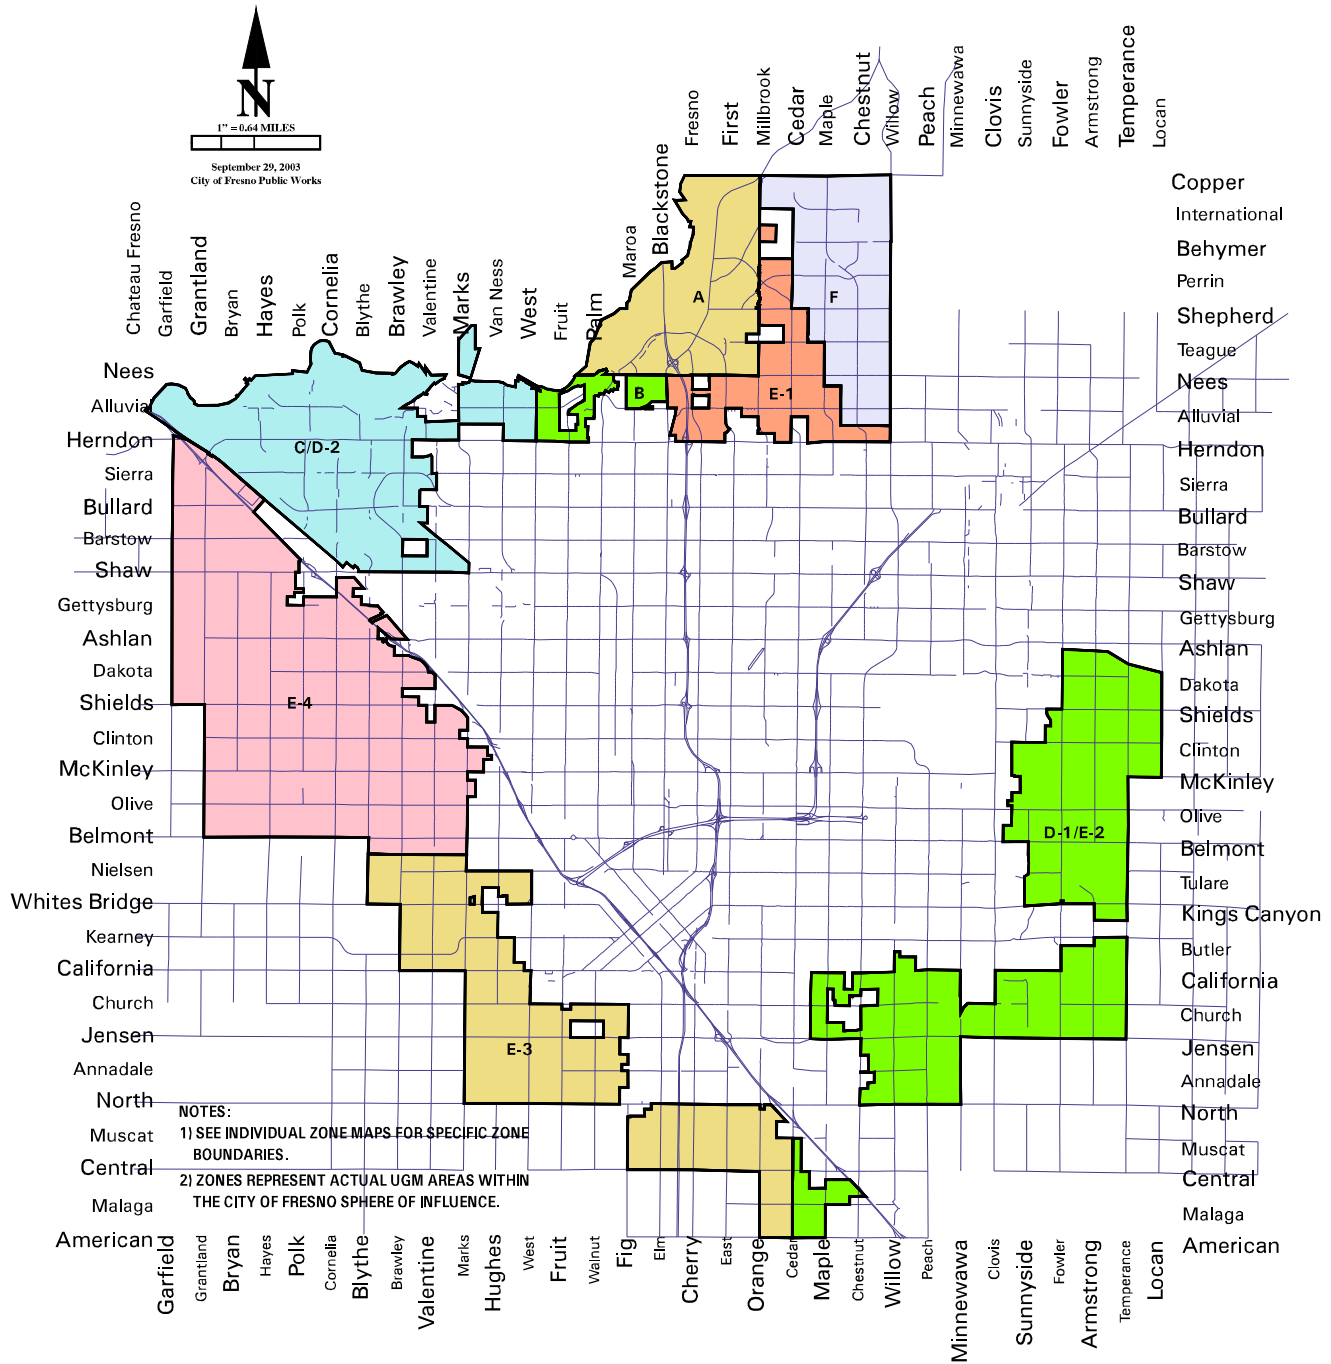 N
1" = 0.64 MILES
September 29, 2003
City of Fresno Public Works
Chateau Fresno
Garfield
Grantland
Bryan
Hayes
Polk
Cornelia
Blythe
Brawley
Valentine
Marks
Van Ness
West
Fruit
Palm
Maroa
Blackstone
Fresno
First
Millbrook
Cedar
Maple
Chestnut
Willow
Peach
Minnewawa
Clovis
Sunnyside
Fowler
Armstrong
Temperance
Locan
Nees
Alluvial
Herndon
Sierra
Bullard
Barstow
Shaw
Gettysburg
Ashlan
Dakota
Shields
Clinton
McKinley
Olive
Belmont
Nielsen
Whites Bridge
Kearney
California
Church
Jensen
Annadale
North
Muscat
Central
Malaga
American
A
F
B
E-1
C/D-2
E-4
D-1/E-2
E-3
Copper
International
Behymer
Perrin
Shepherd
Teague
Nees
Alluvial
Herndon
Sierra
Bullard
Barstow
Shaw
Gettysburg
Ashlan
Dakota
Shields
Clinton
McKinley
Olive
Belmont
Tulare
Kings Canyon
Butler
California
Church
Jensen
Annadale
North
Muscat
Central
Malaga
American
NOTES:
1) SEE INDIVIDUAL ZONE MAPS FOR SPECIFIC ZONE
BOUNDARIES.
2) ZONES REPRESENT ACTUAL UGM AREAS WITHIN
THE CITY OF FRESNO SPHERE OF INFLUENCE.
Garfield
Grantland
Bryan
Hayes
Polk
Cornelia
Blythe
Brawley
Valentine
Marks
Hughes
West
Fruit
Walnut
Fig
Elm
Cherry
East
Orange
Cedar
Maple
Chestnut
Willow
Peach
Minnewawa
Clovis
Sunnyside
Fowler
Armstrong
Temperance
Locan